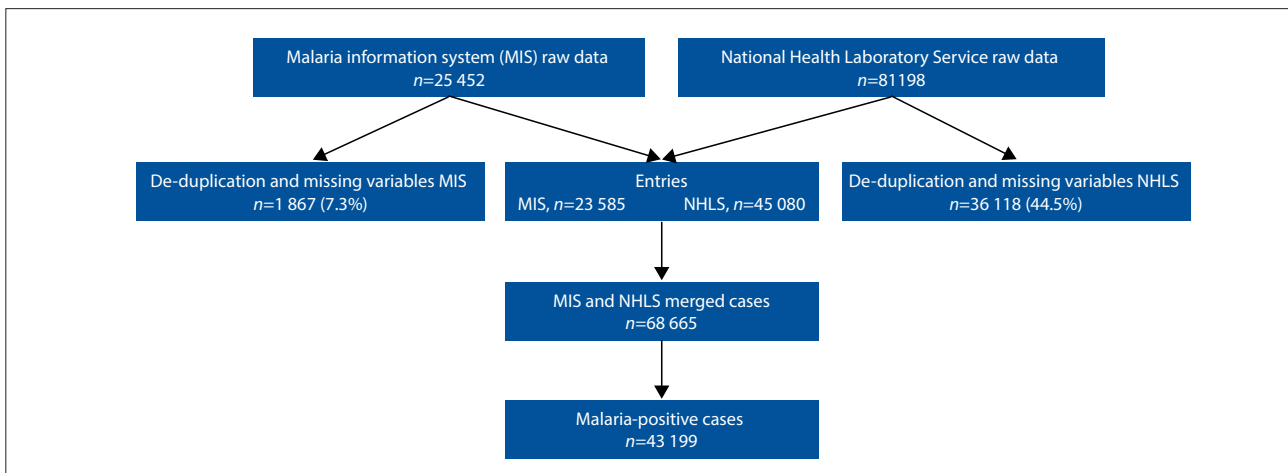 Malaria information system (MIS) raw data
n=25 452
National Health Laboratory Service raw data
n=81198
De-duplication and missing variables MIS
n=1 867 (7.3%)
Entries
MIS, n=23 585 NHLS, n=45 080
De-duplication and missing variables NHLS
n=36 118 (44.5%)
MIS and NHLS merged cases
n=68 665
Malaria-positive cases
n=43 199